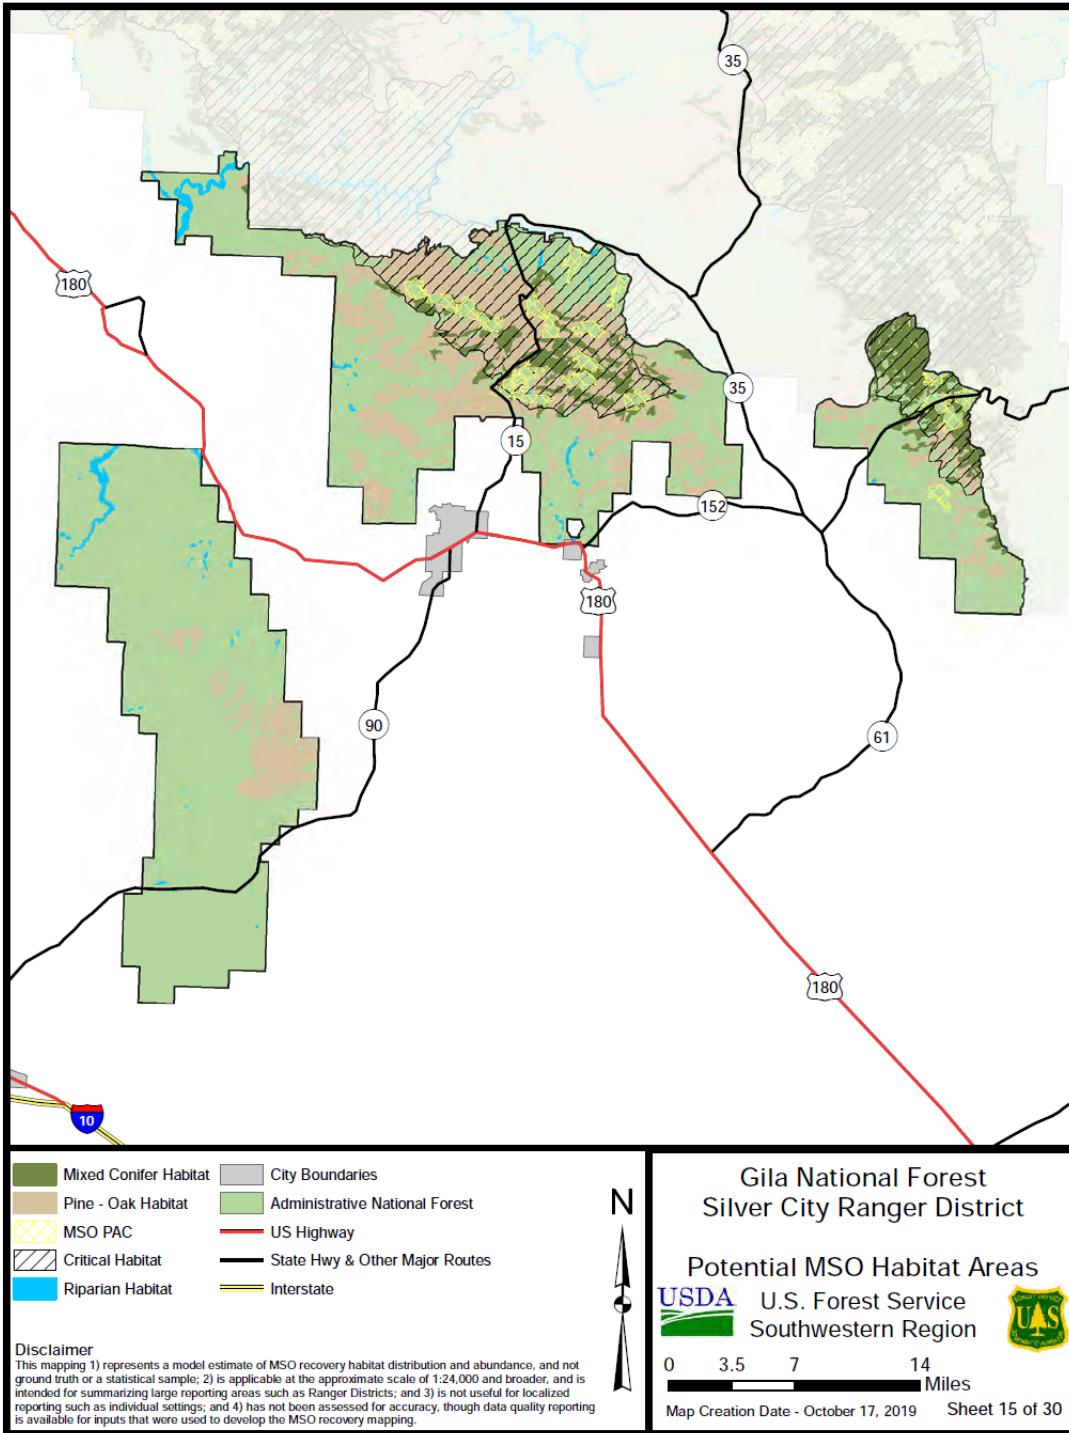 35
180
35
15
152
180
90
61
180
10
Mixed Conifer Habitat
Pine - Oak Habitat
MSO PAC
Critical Habitat
Riparian Habitat
City Boundaries
Administrative National Forest
US Highway
State Hwy & Other Major Routes
Interstate
N
Disclaimer
This mapping 1) represents a model estimate of MSO recovery habitat distribution and abundance, and not
ground truth or a statistical sample; 2) is applicable at the approximate scale of 1:24,000 and broader, and is
intended for summarizing large reporting areas such as Ranger Districts; and 3) is not useful for localized
reporting such as individual settings; and 4) has not been assessed for accuracy, though data quality reporting
is available for inputs that were used to develop the MSO recovery mapping.
Gila National Forest
Silver City Ranger District
Potential MSO Habitat Areas
USDA
U.S. Forest Service
Southwestern Region
FOREST SERVICE
UAS
DEPARTMENT OF AGRICULTURE
0 3.5 7 14
Miles
Map Creation Date - October 17, 2019
Sheet 15 of 30